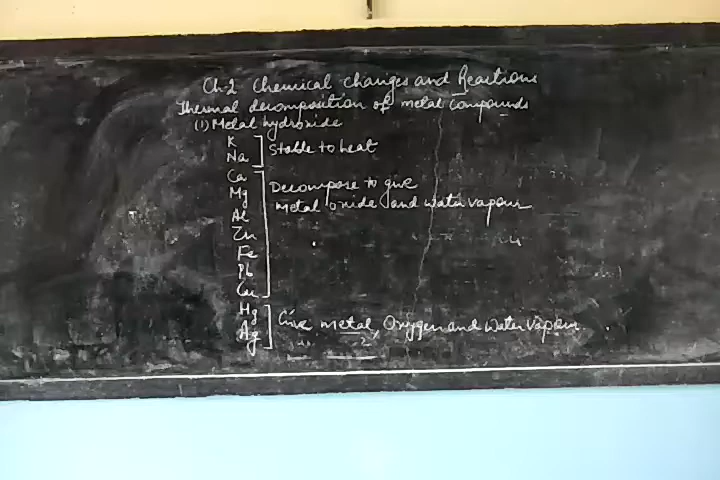 Ch-2 Chemical Changes and Reactions
Thermal decomposition of metal compounds
(1) Metal hydroxide
K
Na
Stable to heat
Ca
Mg
Al
Zn
Fe
Pb
Cu
Decompose to give
metal oxide and water vapour
Hg
Ag
Give metal, Oxygen and water vapour